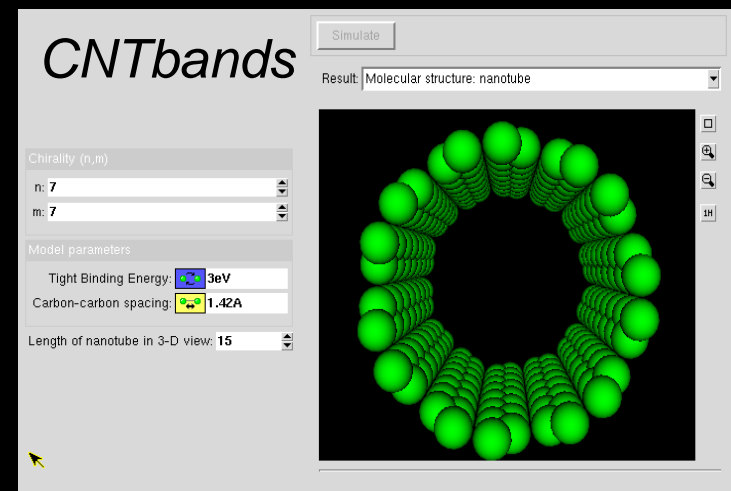 CNTbands
Simulate
Result: Molecular structure: nanotube
Chirality (n,m)
n: 7
m: 7
Model parameters
Tight Binding Energy: 3eV
Carbon-carbon spacing: 1.42A
Length of nanotube in 3-D view: 15
1H